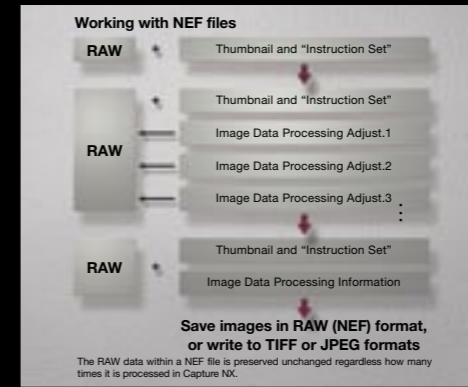 Working with NEF files
RAW
Thumbnail and “Instruction Set”
Thumbnail and “Instruction Set”
RAW
Image Data Processing Adjust.1
Image Data Processing Adjust.2
Image Data Processing Adjust.3
Thumbnail and “Instruction Set”
RAW
Image Data Processing Information
Save images in RAW (NEF) format,
or write to TIFF or JPEG formats
The RAW data within a NEF file is preserved unchanged regardless how many
times it is processed in Capture NX.